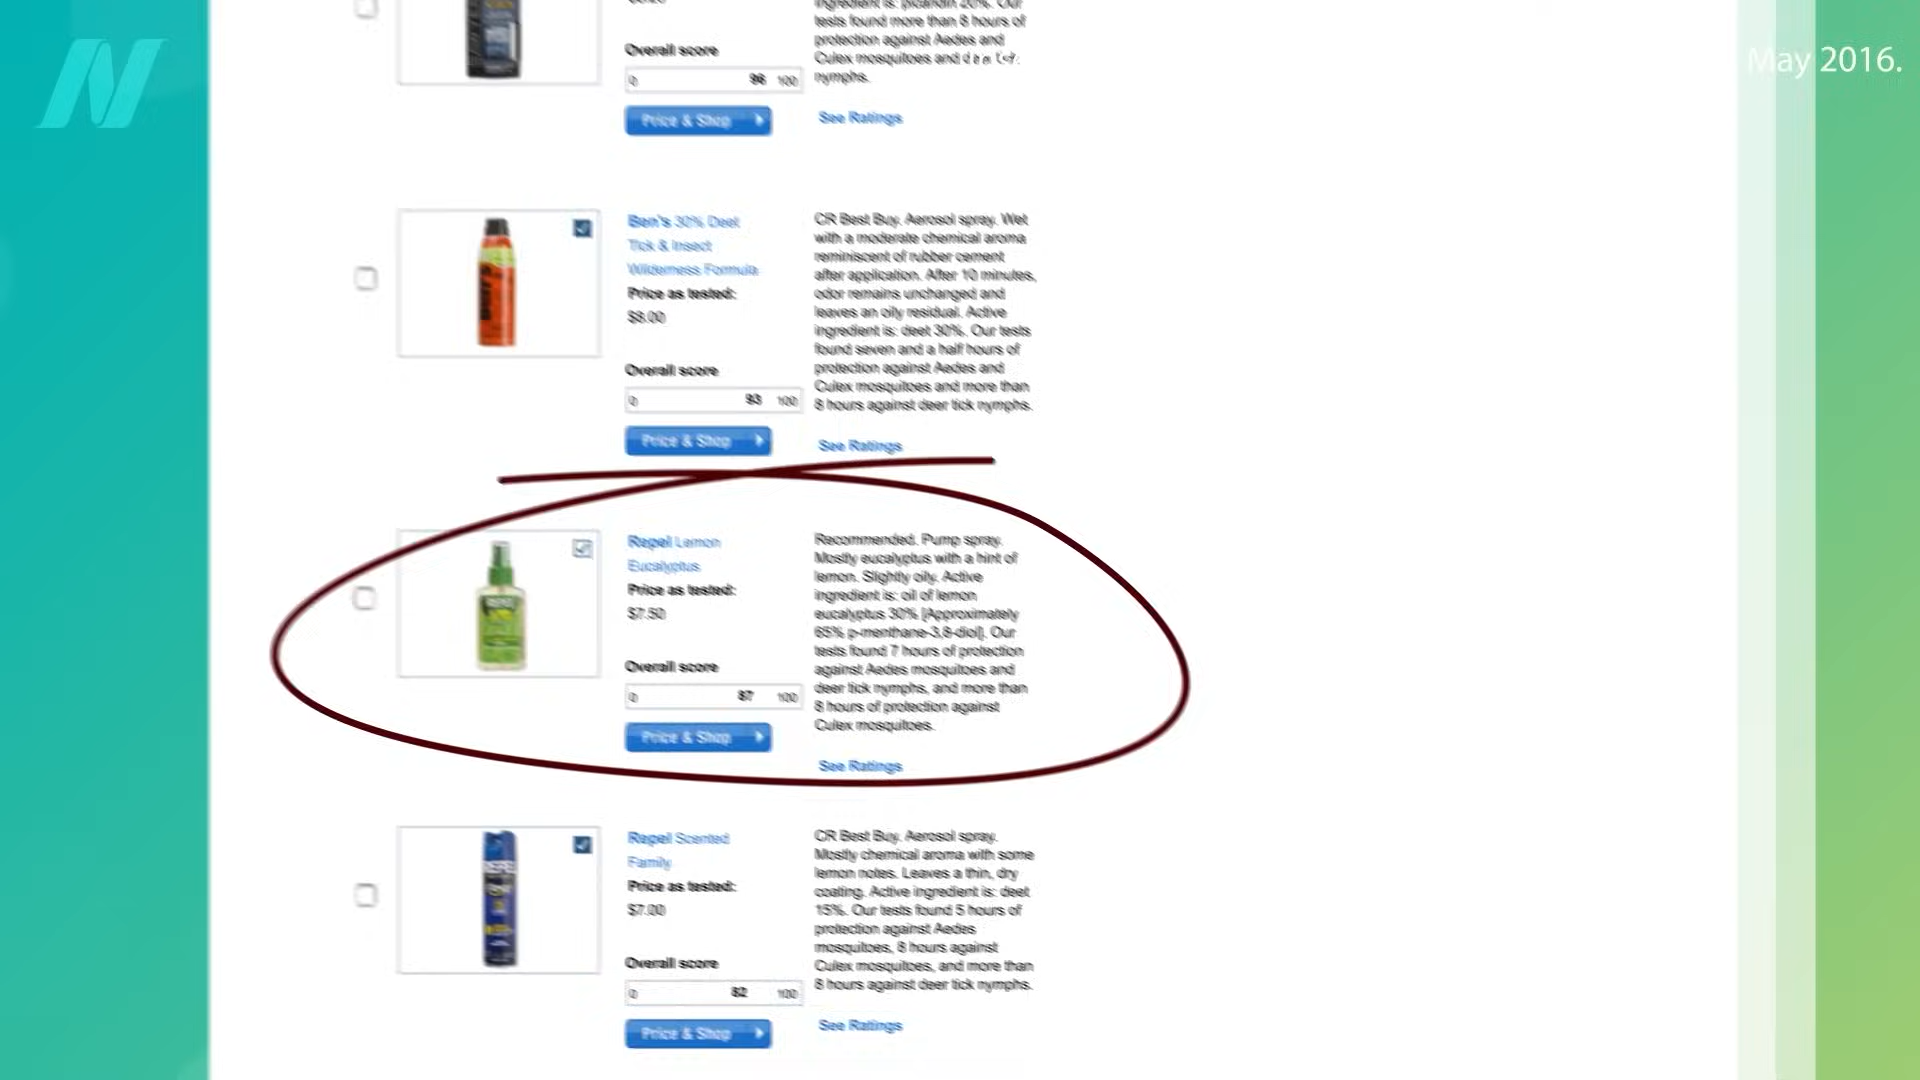 May 2016.
ingredient is: picaridin 20%. Our
tests found more than 8 hours of
protection against Aedes and
Culex mosquitoes and deer tick
nymphs.
Overall score
0 96 100
Price & Shop
See Ratings
Ben's 30% Deet
Tick & Insect
Wilderness Formula
Price as tested:
$8.00
Overall score
0 93 100
Price & Shop
CR Best Buy. Aerosol spray. Wet
with a moderate chemical aroma
reminiscent of rubber cement
after application. After 10 minutes,
odor remains unchanged and
leaves an oily residual. Active
ingredient is: deet 30%. Our tests
found seven and a half hours of
protection against Aedes and
Culex mosquitoes and more than
8 hours against deer tick nymphs.
See Ratings
Repel Lemon
Eucalyptus
Price as tested:
$7.50
Overall score
0 87 100
Price & Shop
Recommended. Pump spray.
Mostly eucalyptus with a hint of
lemon. Slightly oily. Active
ingredient is: oil of lemon
eucalyptus 30% [Approximately
65% p-menthane-3,8-diol]. Our
tests found 7 hours of protection
against Aedes mosquitoes and
deer tick nymphs, and more than
8 hours of protection against
Culex mosquitoes.
See Ratings
Repel Scented
Family
Price as tested:
$7.00
Overall score
0 82 100
Price & Shop
CR Best Buy. Aerosol spray.
Mostly chemical aroma with some
lemon notes. Leaves a thin, dry
coating. Active ingredient is: deet
15%. Our tests found 5 hours of
protection against Aedes
mosquitoes, 8 hours against
Culex mosquitoes, and more than
8 hours against deer tick nymphs.
See Ratings